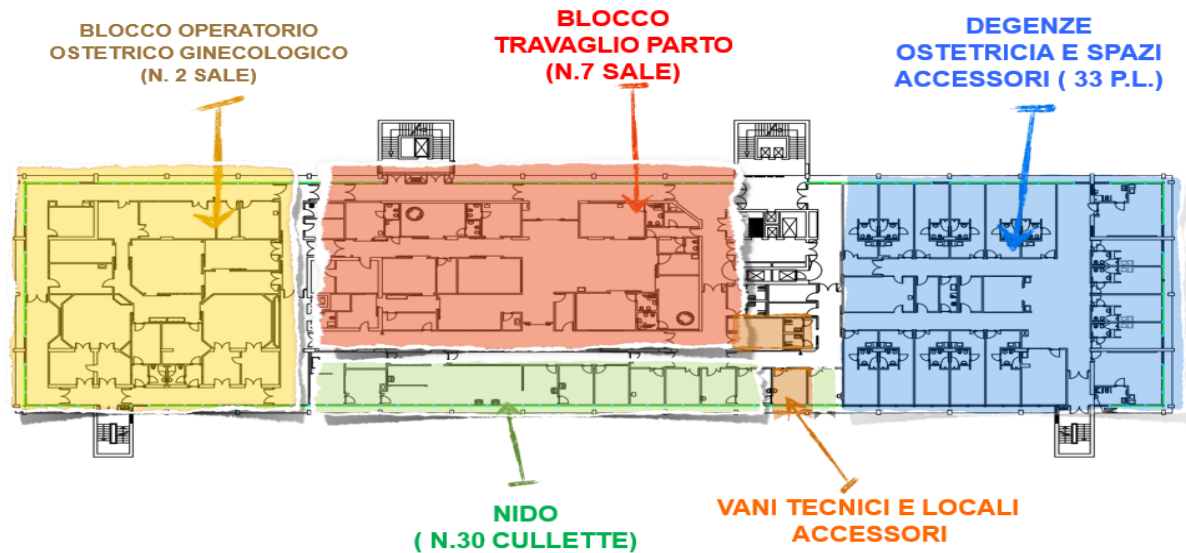 BLOCCO OPERATORIO
OSTETRICO GINECOLOGICO
(N. 2 SALE)
BLOCCO
TRAVAGLIO PARTO
(N.7 SALE)
DEGENZE
OSTETRICIA E SPAZI
ACCESSORI ( 33 P.L.)
NIDO
( N.30 CULLETTE)
VANI TECNICI E LOCALI
ACCESSORI